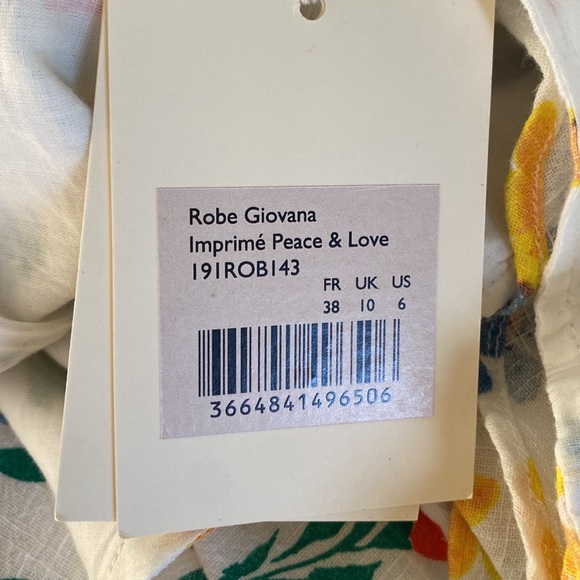 Robe Giovana
Imprimé Peace & Love
191ROB143
FR UK US
38 10 6
3664841496506